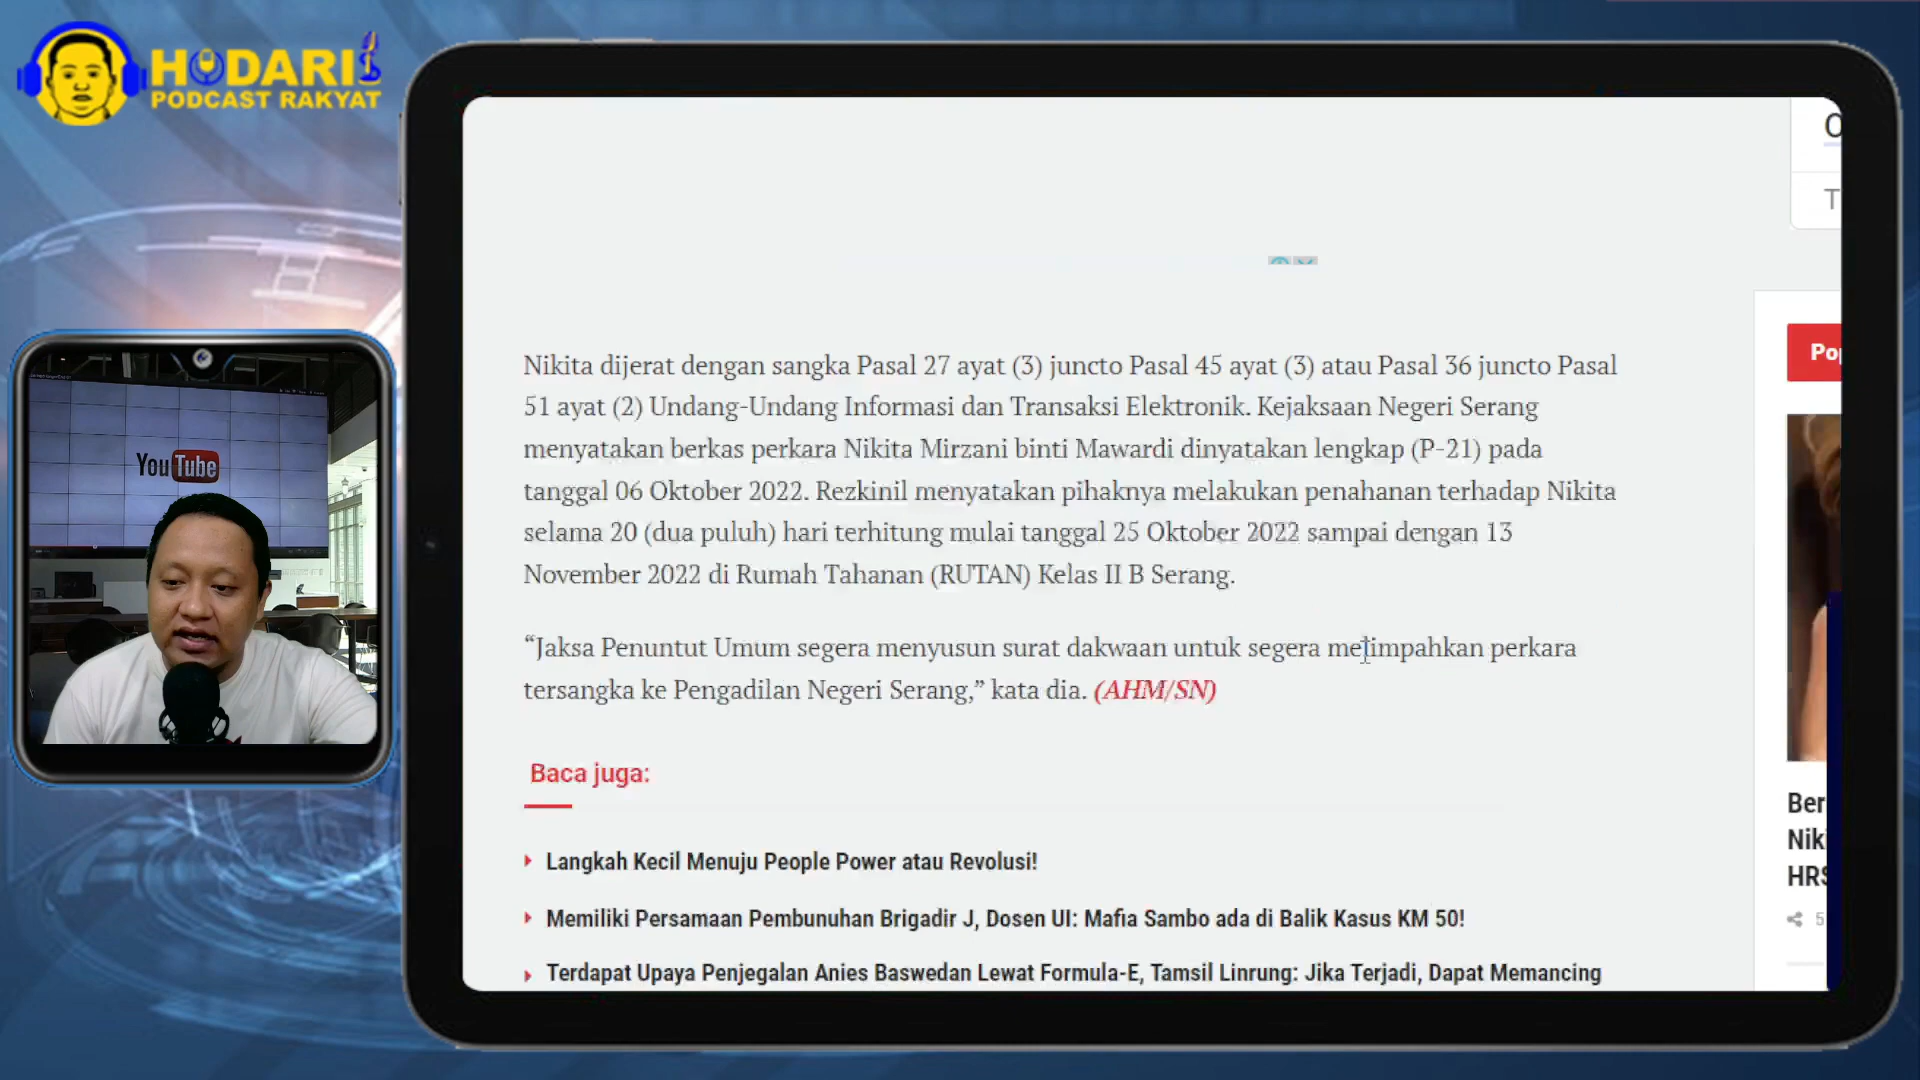 HODARI
PODCAST RAKYAT
YouTube
Nikita dijerat dengan sangka Pasal 27 ayat (3) juncto Pasal 45 ayat (3) atau Pasal 36 juncto Pasal
51 ayat (2) Undang-Undang Informasi dan Transaksi Elektronik. Kejaksaan Negeri Serang
menyatakan berkas perkara Nikita Mirzani binti Mawardi dinyatakan lengkap (P-21) pada
tanggal 06 Oktober 2022. Rezkinil menyatakan pihaknya melakukan penahanan terhadap Nikita
selama 20 (dua puluh) hari terhitung mulai tanggal 25 Oktober 2022 sampai dengan 13
November 2022 di Rumah Tahanan (RUTAN) Kelas II B Serang.
“Jaksa Penuntut Umum segera menyusun surat dakwaan untuk segera melimpahkan perkara
tersangka ke Pengadilan Negeri Serang,” kata dia. (AHM/SN)
Baca juga:
Langkah Kecil Menuju People Power atau Revolusi!
Memiliki Persamaan Pembunuhan Brigadir J, Dosen UI: Mafia Sambo ada di Balik Kasus KM 50!
Terdapat Upaya Penjegalan Anies Baswedan Lewat Formula-E, Tamsil Linrung: Jika Terjadi, Dapat Memancing
T
Pop
Ber
Niki
HRS
5